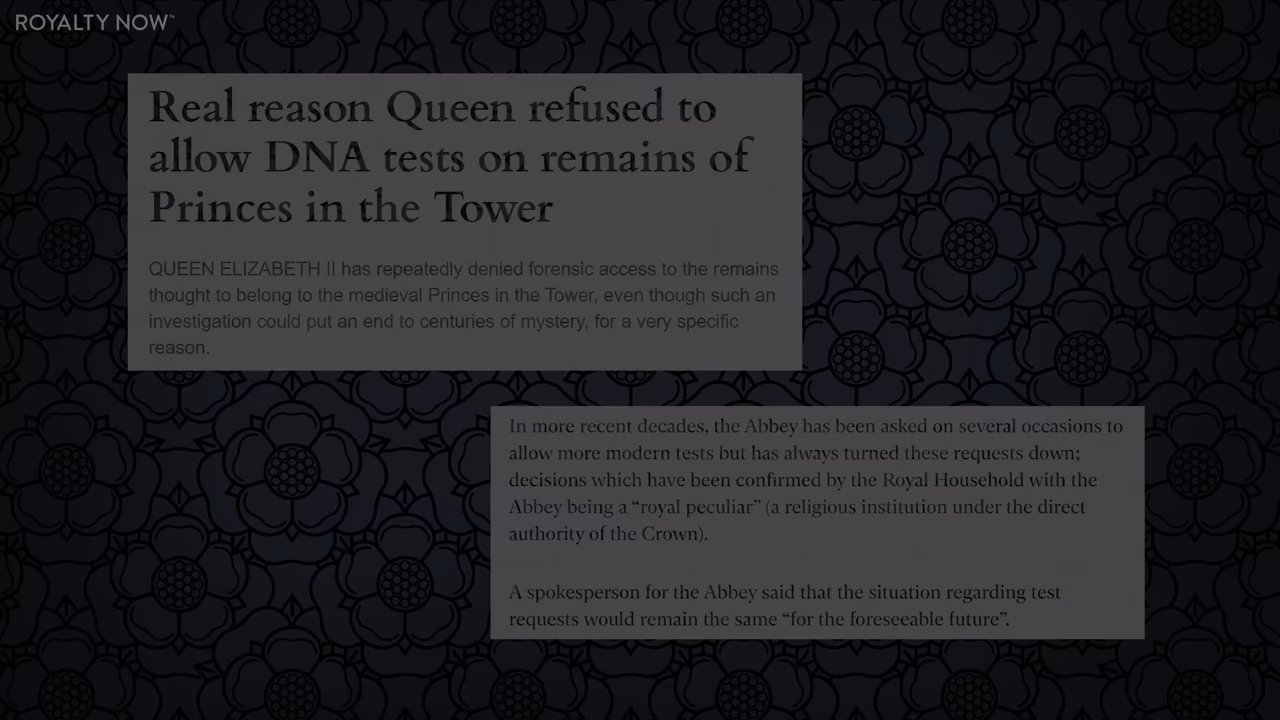 ROYALTY NOW™
Real reason Queen refused to
allow DNA tests on remains of
Princes in the Tower
QUEEN ELIZABETH II has repeatedly denied forensic access to the remains
thought to belong to the medieval Princes in the Tower, even though such an
investigation could put an end to centuries of mystery, for a very specific
reason.
In more recent decades, the Abbey has been asked on several occasions to
allow more modern tests but has always turned these requests down;
decisions which have been confirmed by the Royal Household with the
Abbey being a “royal peculiar” (a religious institution under the direct
authority of the Crown).
A spokesperson for the Abbey said that the situation regarding test
requests would remain the same “for the foreseeable future”.